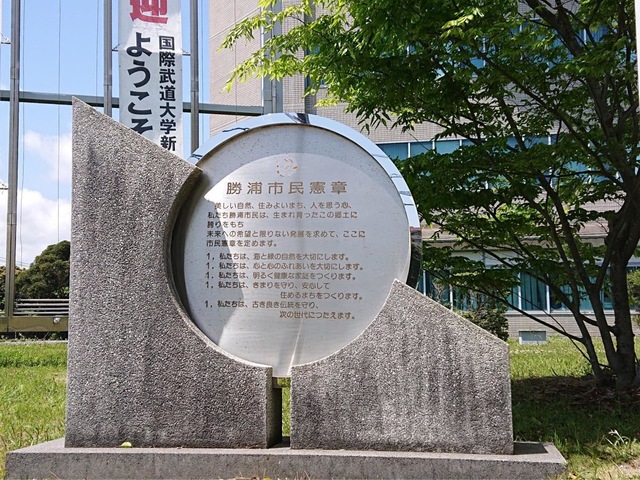 迎
ようこそ
国際武道大学新
勝浦市民憲章
美しい自然、住みよいまち、人を思う心、
私たち勝浦市民は、生まれ育ったこの郷土に
誇りをもち
未来への希望と限りない発展を求めて、ここに
市民憲章を定めます。
1，私たちは、海と緑の自然を大切にします。
1，私たちは、心と心のふれあいを大切にします。
1，私たちは、明るく健康な家庭をつくります。
1，私たちは、きまりを守り、安心して
住めるまちをつくります。
1，私たちは、古き良き伝統を守り、
次の世代につたえます。